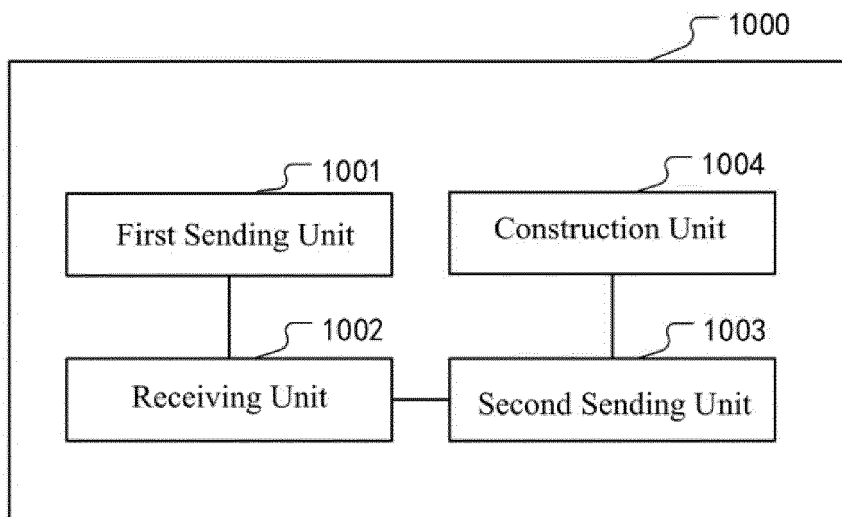 1000
1001
1004
First Sending Unit
Construction Unit
1002
1003
Receiving Unit
Second Sending Unit